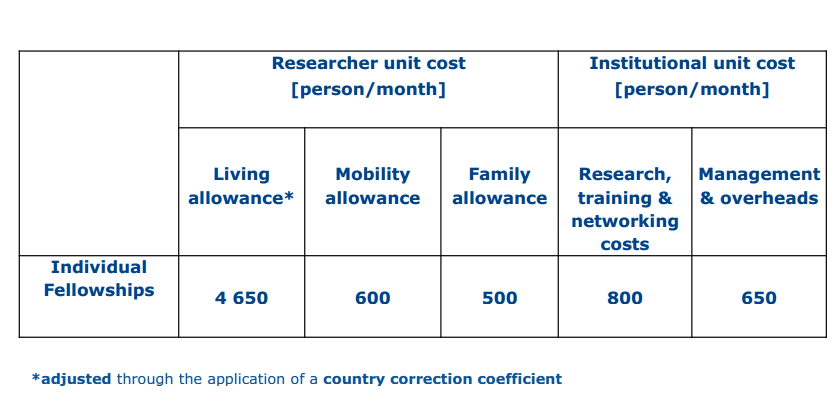 Researcher unit cost
[person/month]
Institutional unit cost
[person/month]
Living
allowance*
Mobility
allowance
Family
allowance
Research,
training &
networking
costs
Management
& overheads
Individual
Fellowships
4 650
600
500
800
650
*adjusted through the application of a country correction coefficient